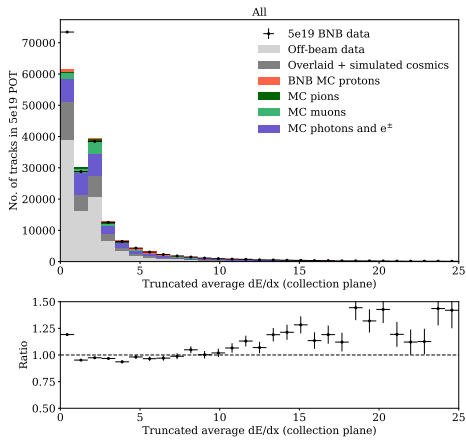 All
70000
60000
50000
40000
30000
20000
10000
0
No. of tracks in 5e19 POT
5e19 BNB data
Off-beam data
Overlaid + simulated cosmics
BNB MC protons
MC pions
MC muons
MC photons and e±
0 5 10 15 20 25
Truncated average dE/dx (collection plane)
1.50
1.25
1.00
0.75
0.50
Ratio
0 5 10 15 20 25
Truncated average dE/dx (collection plane)